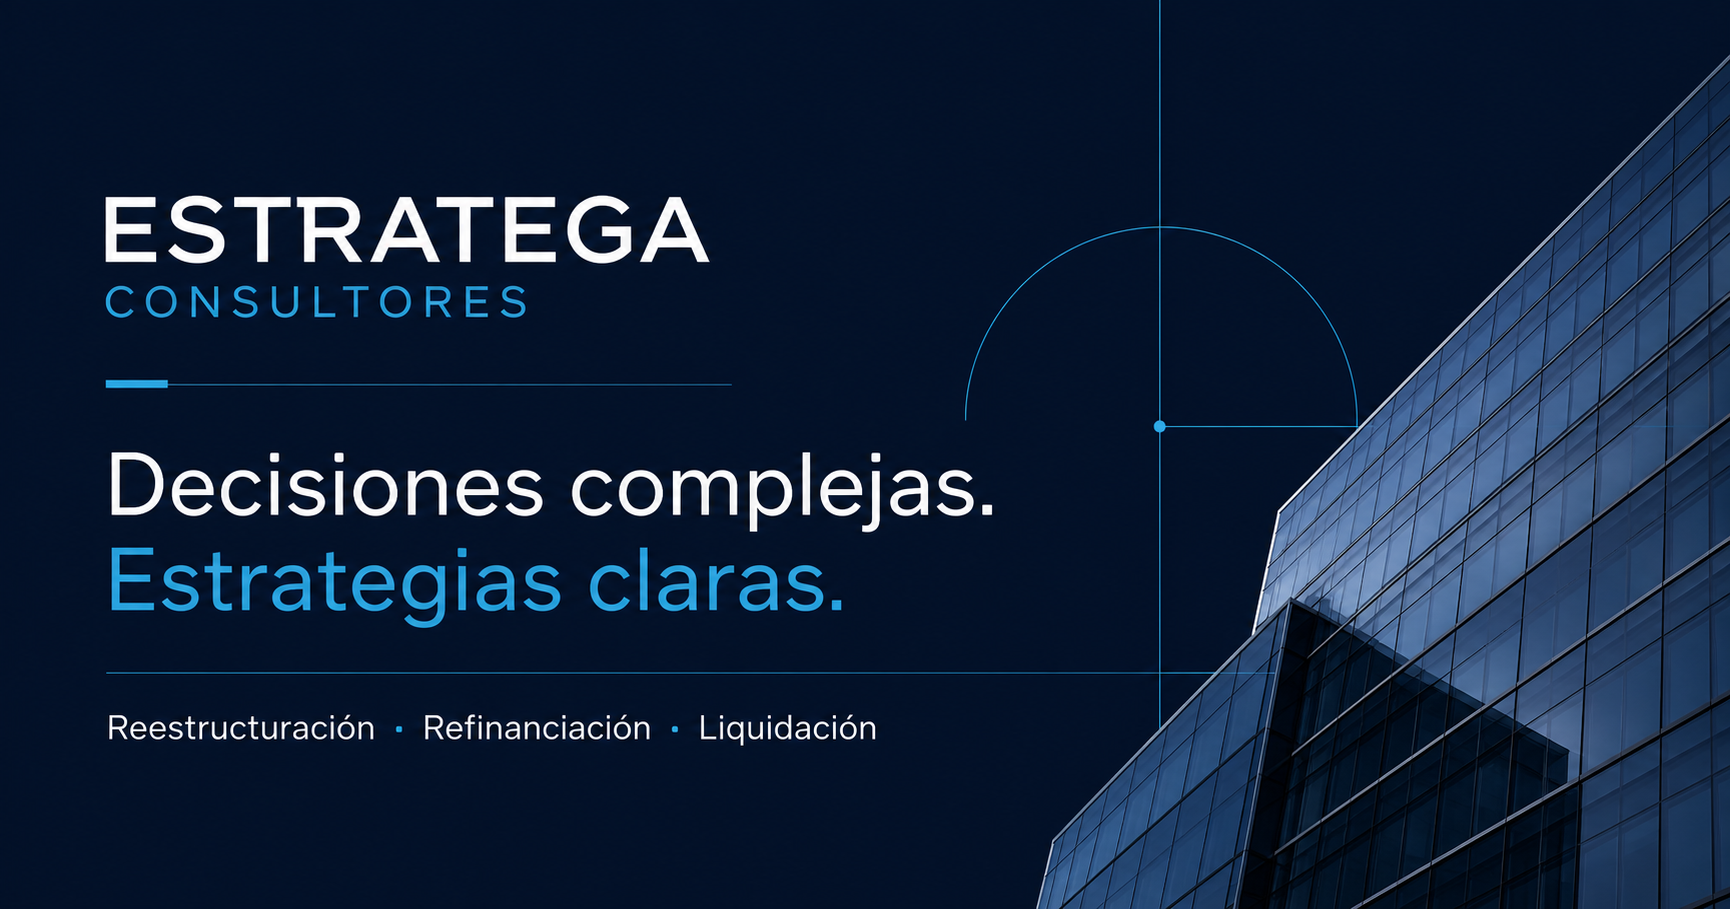 ESTRATEGA
CONSULTORES
Decisiones complejas.
Estrategias claras.
Reestructuración · Refinanciación · Liquidación